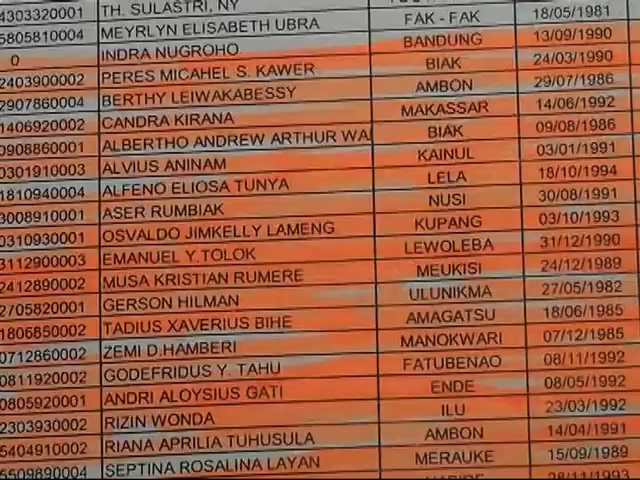 4303320001 TH. SULASTRI, NY
5805810004 MEYRLYN ELISABETH UBRA FAK - FAK 18/05/1981
0 INDRA NUGROHO BANDUNG 13/09/1990
2403900002 PERES MICAHEL S. KAWER BIAK 24/03/1990
2907860004 BERTHY LEIWAKABESSY AMBON 29/07/1986
1406920002 CANDRA KIRANA MAKASSAR 14/06/1992
0908860001 ALBERTHO ANDREW ARTHUR WA BIAK 09/08/1986
0301910003 ALVIUS ANINAM KAINUL 03/01/1991
1810940004 ALFENO ELIOSA TUNYA LELA 18/10/1994
3008910001 ASER RUMBIAK NUSI 30/08/1991
0310930001 OSVALDO JIMKELLY LAMENG KUPANG 03/10/1993
3112900003 EMANUEL Y.TOLOK LEWOLEBA 31/12/1990
2412890002 MUSA KRISTIAN RUMERE MEUKISI 24/12/1989
2705820001 GERSON HILMAN ULUNIKMA 27/05/1982
1806850002 TADIUS XAVERIUS BIHE AMAGATSU 18/06/1985
0712860002 ZEMI D.HAMBERI MANOKWARI 07/12/1985
0811920002 GODEFRIDUS Y. TAHU FATUBENAO 08/11/1992
0805920001 ANDRI ALOYSIUS GATI ENDE 08/05/1992
2303930002 RIZIN WONDA ILU 23/03/1992
5404910002 RIANA APRILIA TUHUSULA AMBON 14/04/1991
5509890004 SEPTINA ROSALINA LAYAN MERAUKE 15/09/1989